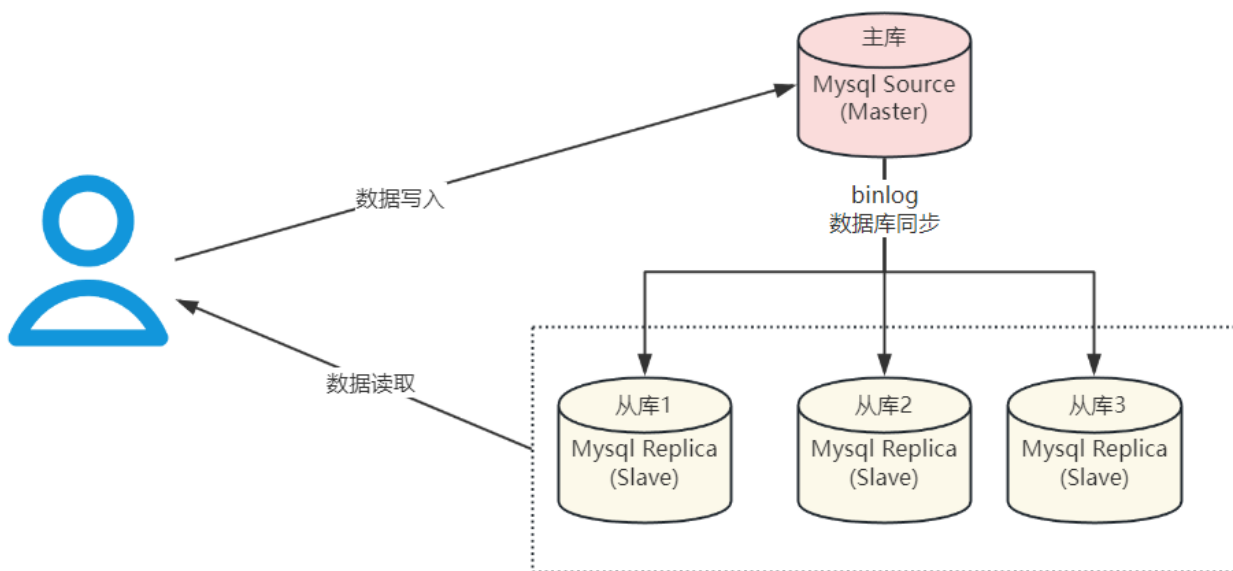 主库
Mysql Source
(Master)
数据写入
binlog
数据库同步
数据读取
从库1
Mysql Replica
(Slave)
从库2
Mysql Replica
(Slave)
从库3
Mysql Replica
(Slave)